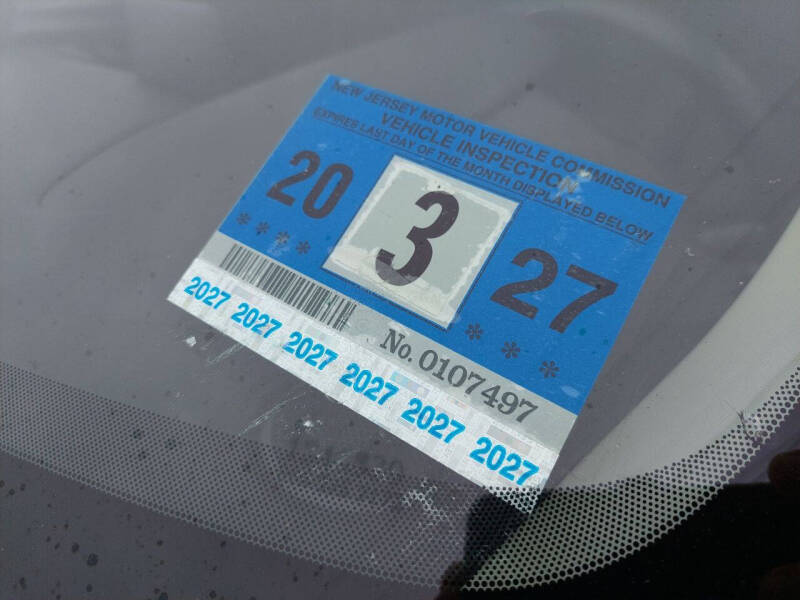 NEW JERSEY MOTOR VEHICLE COMMISSION
VEHICLE INSPECTION
EXPIRES LAST DAY OF THE MONTH DISPLAYED BELOW
20 3 27
**** ***
No. 0107497
2027 2027 2027 2027 2027 2027